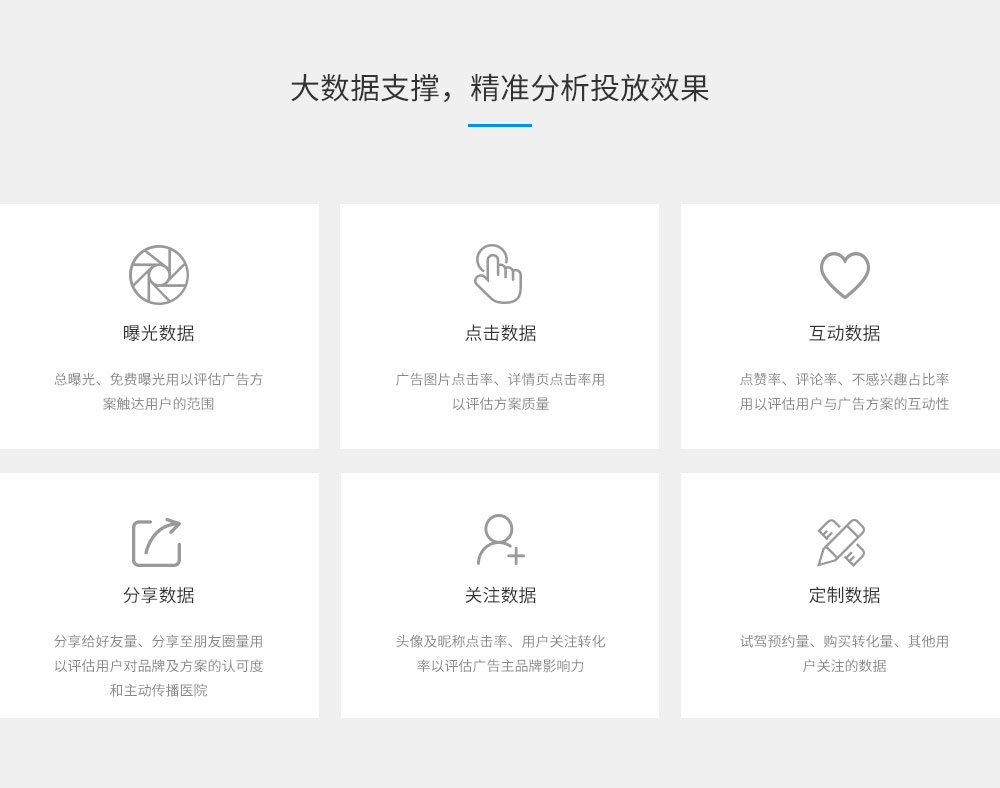 大数据支撑，精准分析投放效果
曝光数据
总曝光、免费曝光用以评估广告方
案触达用户的范围
点击数据
广告图片点击率、详情页点击率用
以评估方案质量
互动数据
点赞率、评论率、不感兴趣占比率
用以评估用户与广告方案的互动性
分享数据
分享给好友量、分享至朋友圈量用
以评估用户对品牌及方案的认可度
和主动传播医院
关注数据
头像及昵称点击率、用户关注转化
率以评估广告主品牌影响力
定制数据
试驾预约量、购买转化量、其他用
户关注的数据